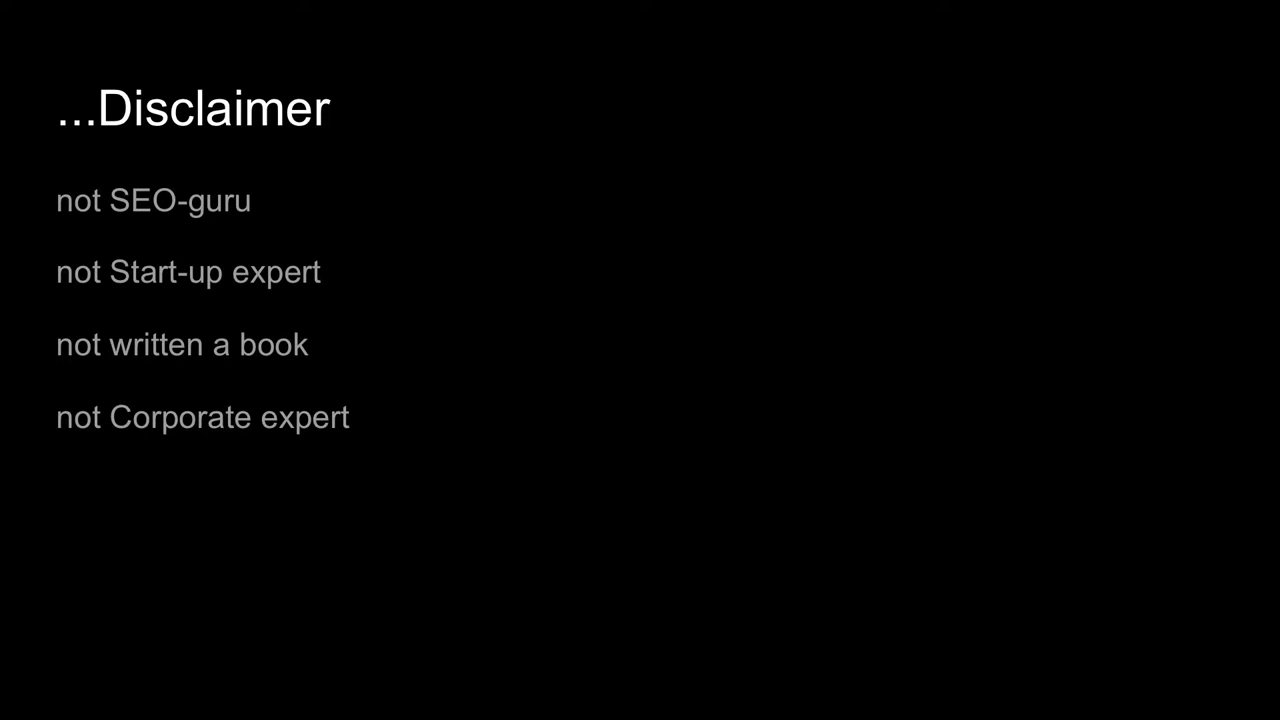 ...Disclaimer
not SEO-guru
not Start-up expert
not written a book
not Corporate expert